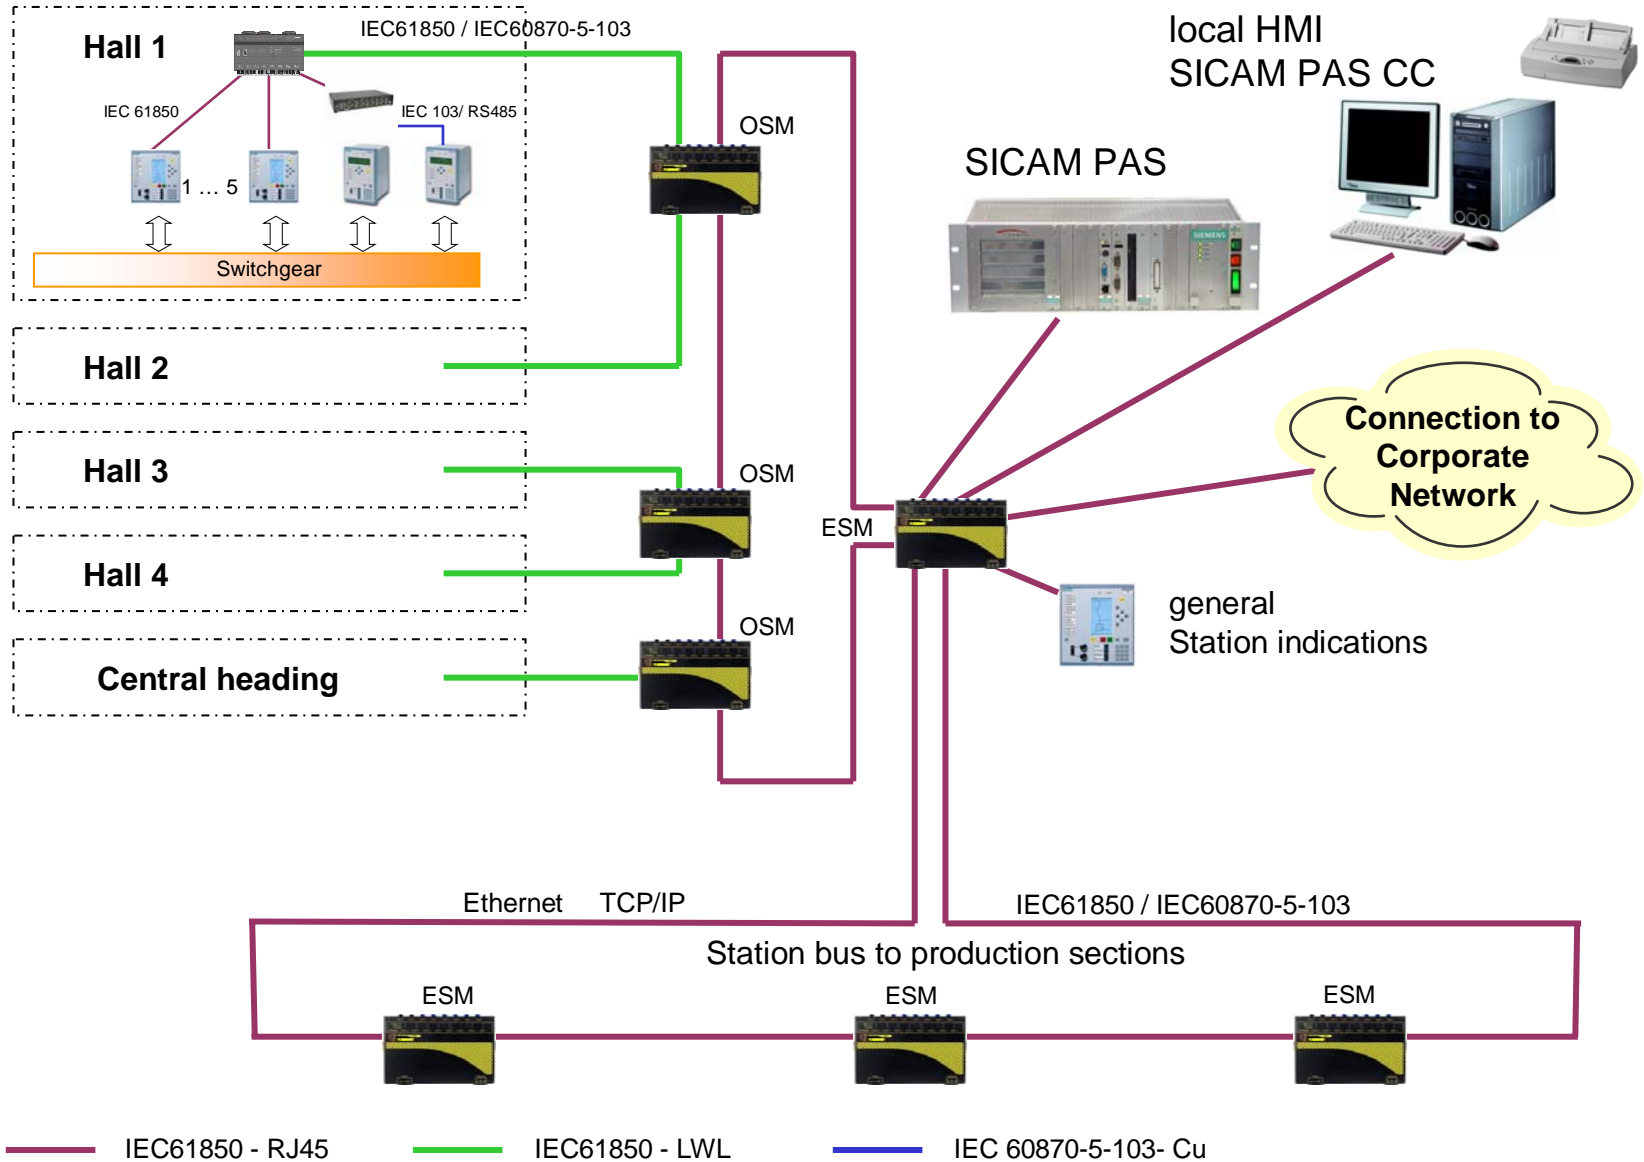 Hall 1
IEC61850 / IEC60870-5-103
IEC 61850
IEC 103/ RS485
1 … 5
Switchgear
OSM
local HMI
SICAM PAS CC
SICAM PAS
SIEMENS
Hall 2
Hall 3
OSM
Hall 4
ESM
Connection to
Corporate
Network
general
Station indications
Central heading
OSM
Ethernet TCP/IP
IEC61850 / IEC60870-5-103
Station bus to production sections
ESM
ESM
ESM
IEC61850 - RJ45
IEC61850 - LWL
IEC 60870-5-103- Cu